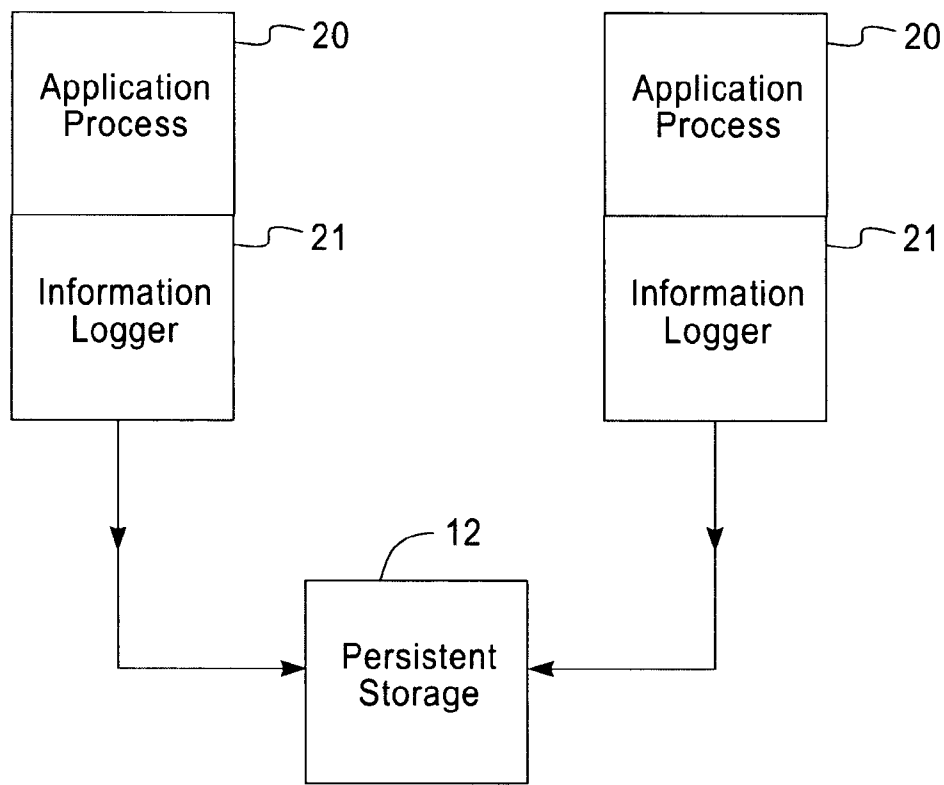 20
Application
Process
21
Information
Logger
20
Application
Process
21
Information
Logger
12
Persistent
Storage